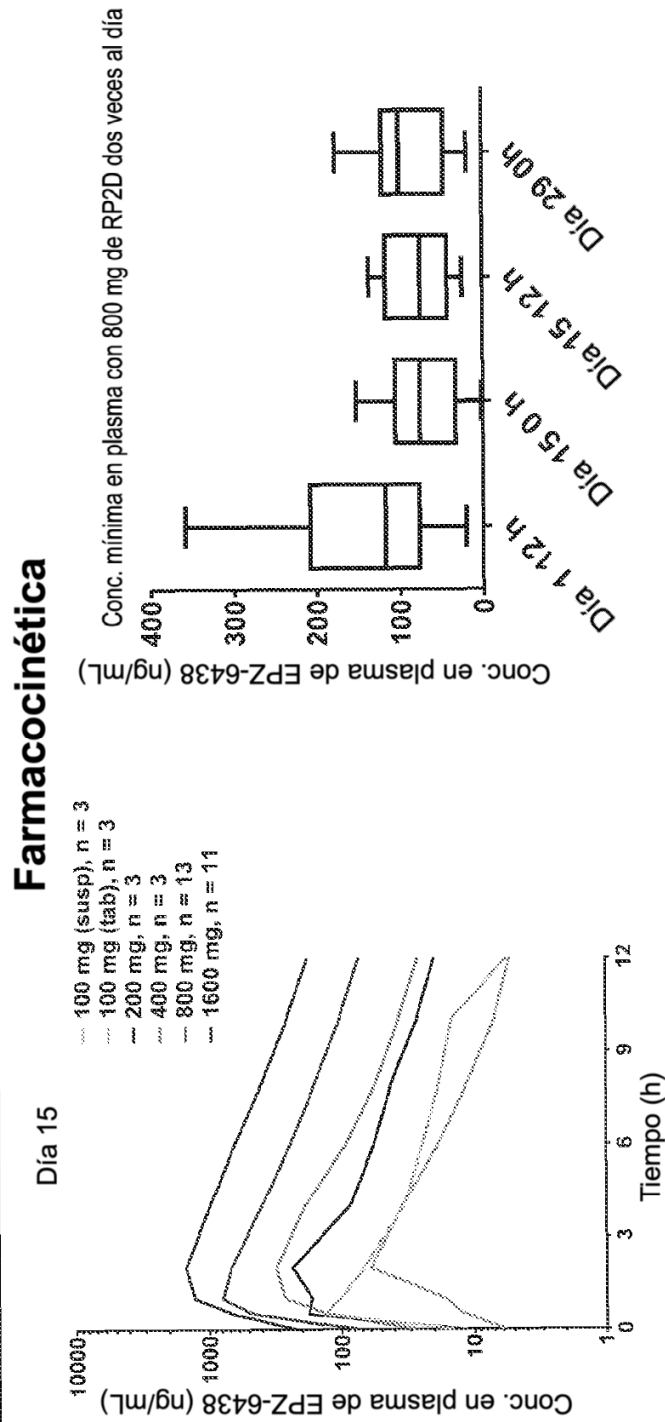 Farmacocinética
Día 15
100 mg (susp), n = 3
100 mg (tab), n = 3
200 mg, n = 3
400 mg, n = 3
800 mg, n = 13
1600 mg, n = 11
Conc. en plasma de EPZ-6438 (ng/mL)
10000
1000
100
10
1
0
3
6
9
12
Tiempo (h)
Conc. mínima en plasma con 800 mg de RP2D dos veces al día
Conc. en plasma de EPZ-6438 (ng/mL)
400
300
200
100
0
Día 1 12 h
Día 15 0 h
Día 15 12 h
Día 29 0h